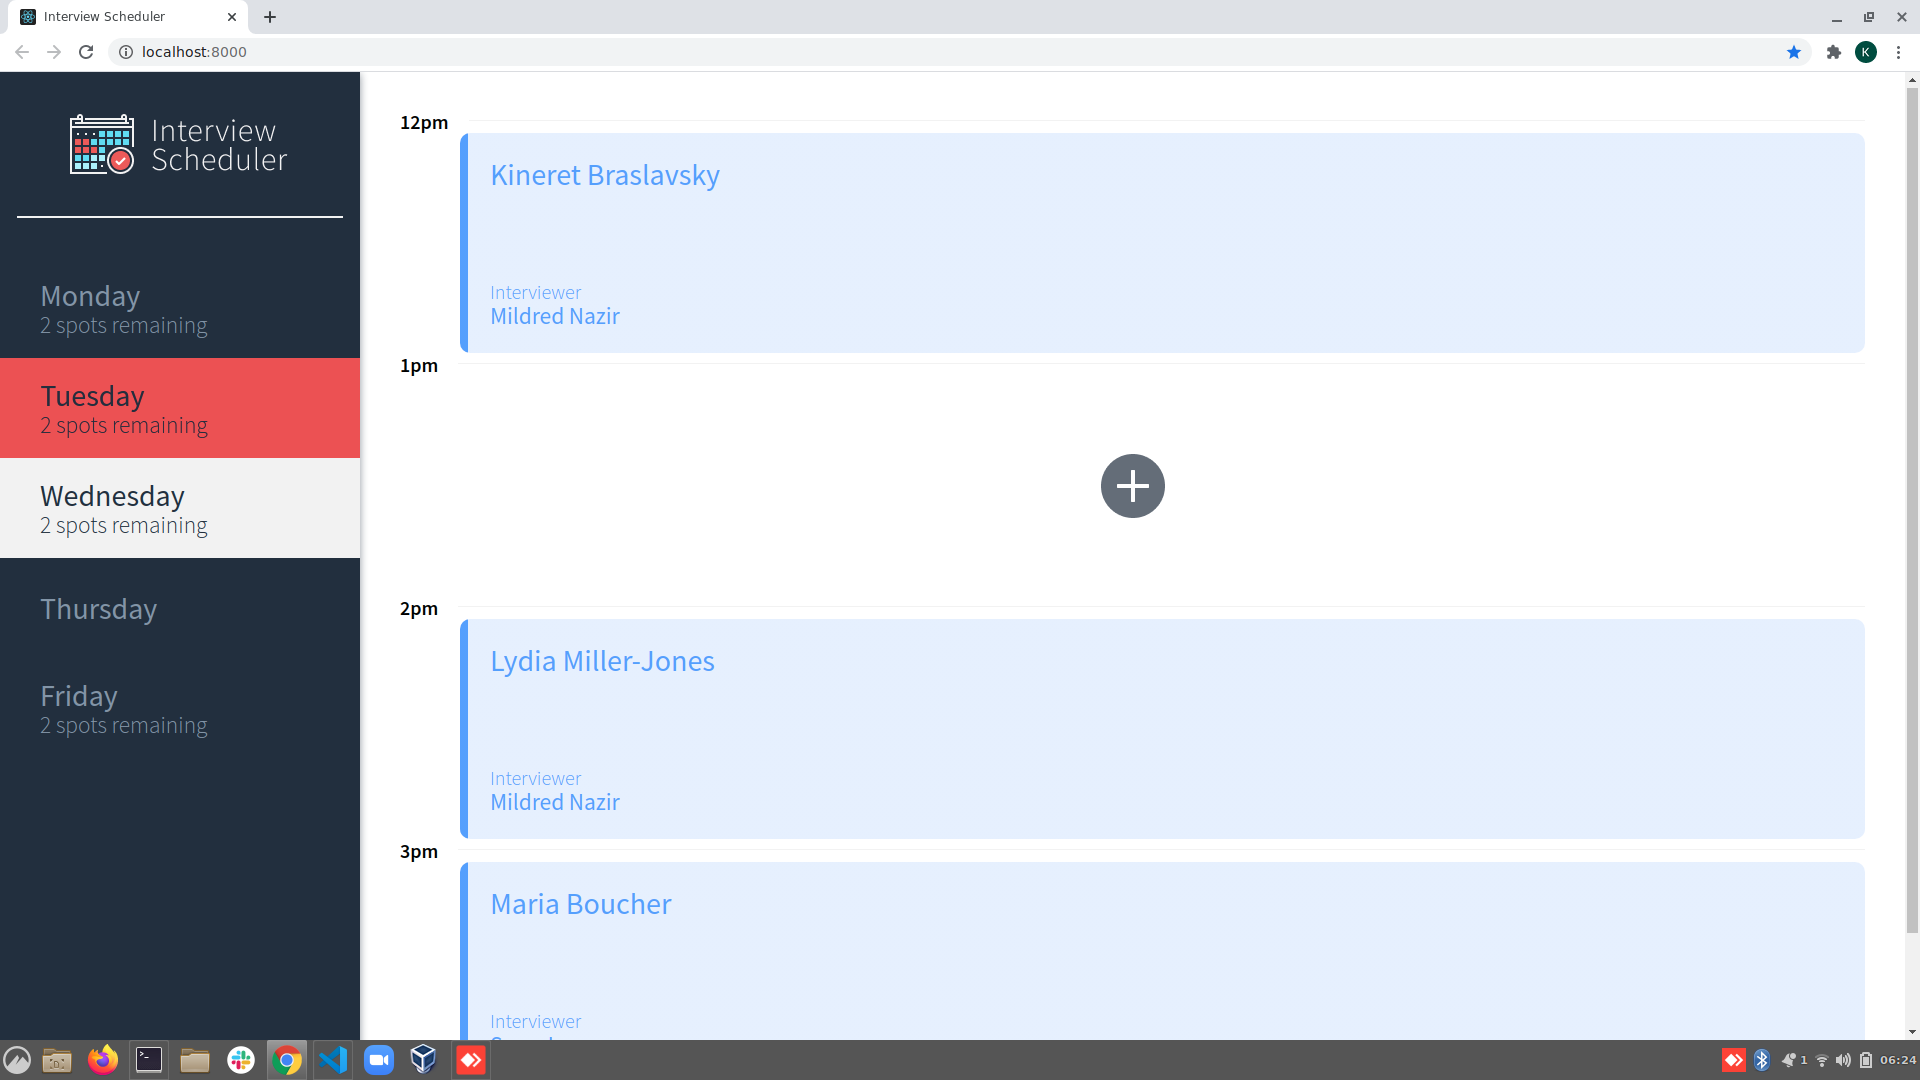 Interview Scheduler
localhost:8000
K
Interview
Scheduler
Monday
2 spots remaining
Tuesday
2 spots remaining
Wednesday
2 spots remaining
Thursday
Friday
2 spots remaining
12pm
Kineret Braslavsky
Interviewer
Mildred Nazir
1pm
2pm
Lydia Miller-Jones
Interviewer
Mildred Nazir
3pm
Maria Boucher
Interviewer
1
06:24